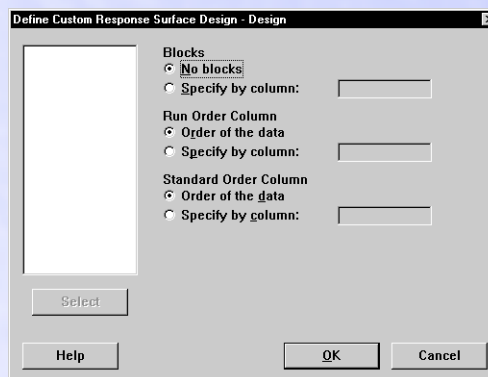 Define Custom Response Surface Design - Design
Blocks
No blocks
Specify by column:
Run Order Column
Order of the data
Specify by column:
Standard Order Column
Order of the data
Specify by column:
Select
Help
OK
Cancel